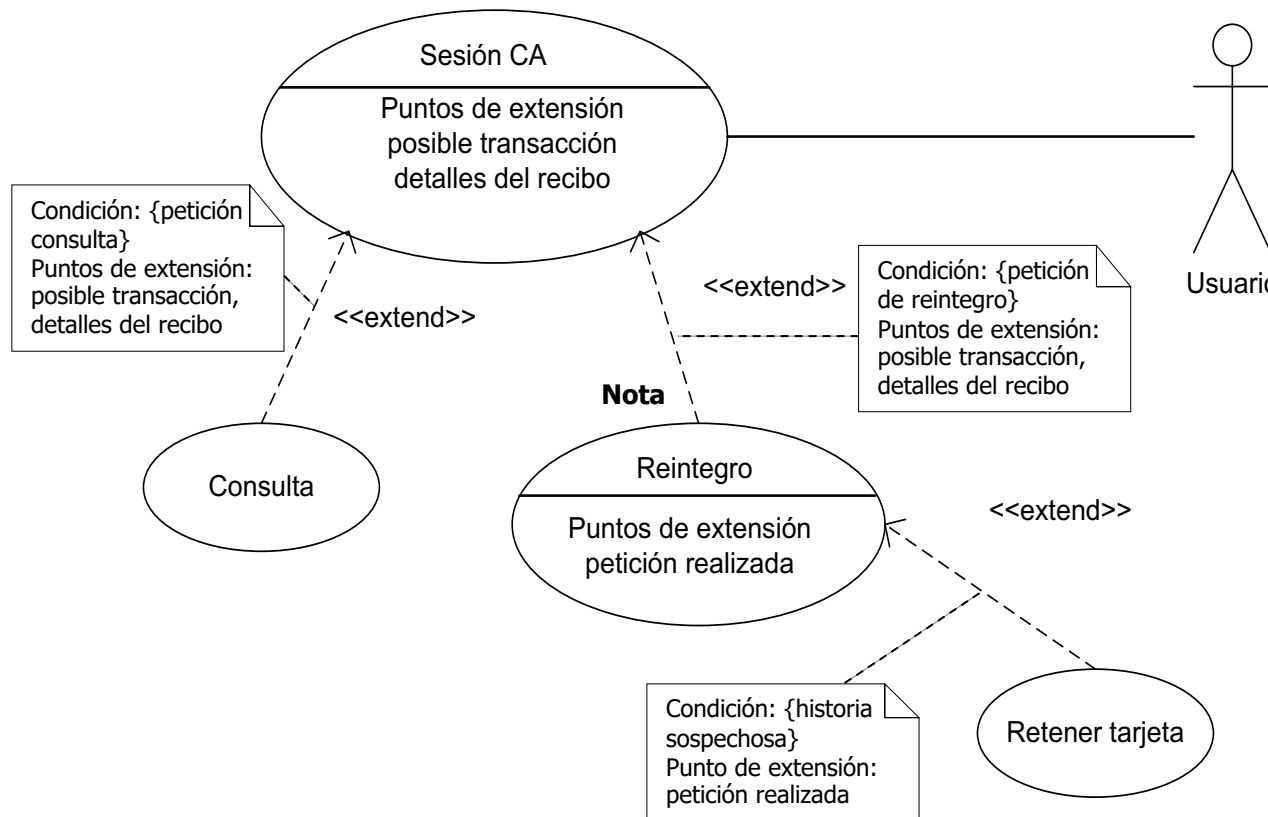 Sesión CA
Puntos de extensión
posible transacción
detalles del recibo
Condición: {petición
consulta}
Puntos de extensión:
posible transacción,
detalles del recibo
<<extend>>
<<extend>>
Condición: {petición
de reintegro}
Puntos de extensión:
posible transacción,
detalles del recibo
Usuario
Nota
Consulta
Reintegro
Puntos de extensión
petición realizada
<<extend>>
Condición: {historia
sospechosa}
Punto de extensión:
petición realizada
Retener tarjeta